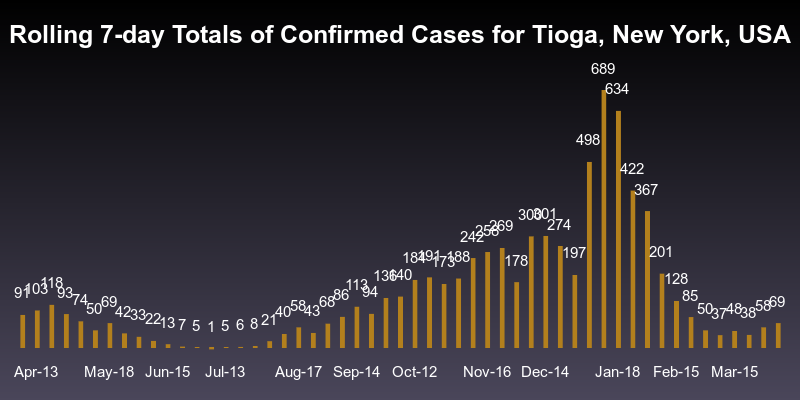 Rolling 7-day Totals of Confirmed Cases for Tioga, New York, USA
91 103 118 93 74 50 69 42 33 22 13 7 5 1 5 6 8 21 40 58 43 68 86 113 94 136 140 191 173 188 242 269 178 301 274 197 498 689 634 422 367 201 128 85 50 37 48 38 58 69
Apr-13 May-18 Jun-15 Jul-13 Aug-17 Sep-14 Oct-12 Nov-16 Dec-14 Jan-18 Feb-15 Mar-15